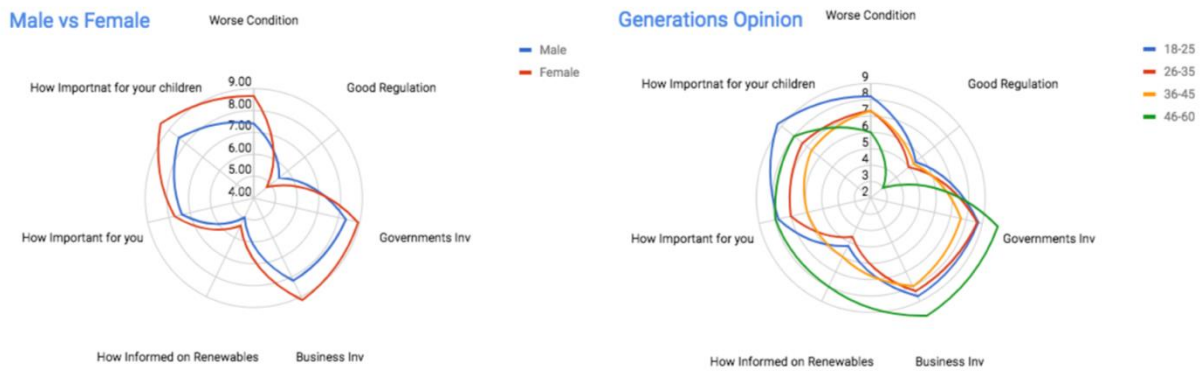 Male vs Female
Worse Condition
Male
Female
How Importnat for your children
9.00
8.00
7.00
6.00
5.00
4.00
Good Regulation
How Important for you
Governments Inv
How Informed on Renewables
Business Inv
Generations Opinion
Worse Condition
18-25
26-35
36-45
46-60
How Importnat for your children
9
8
7
6
5
4
3
2
Good Regulation
How Important for you
Governments Inv
How Informed on Renewables
Business Inv